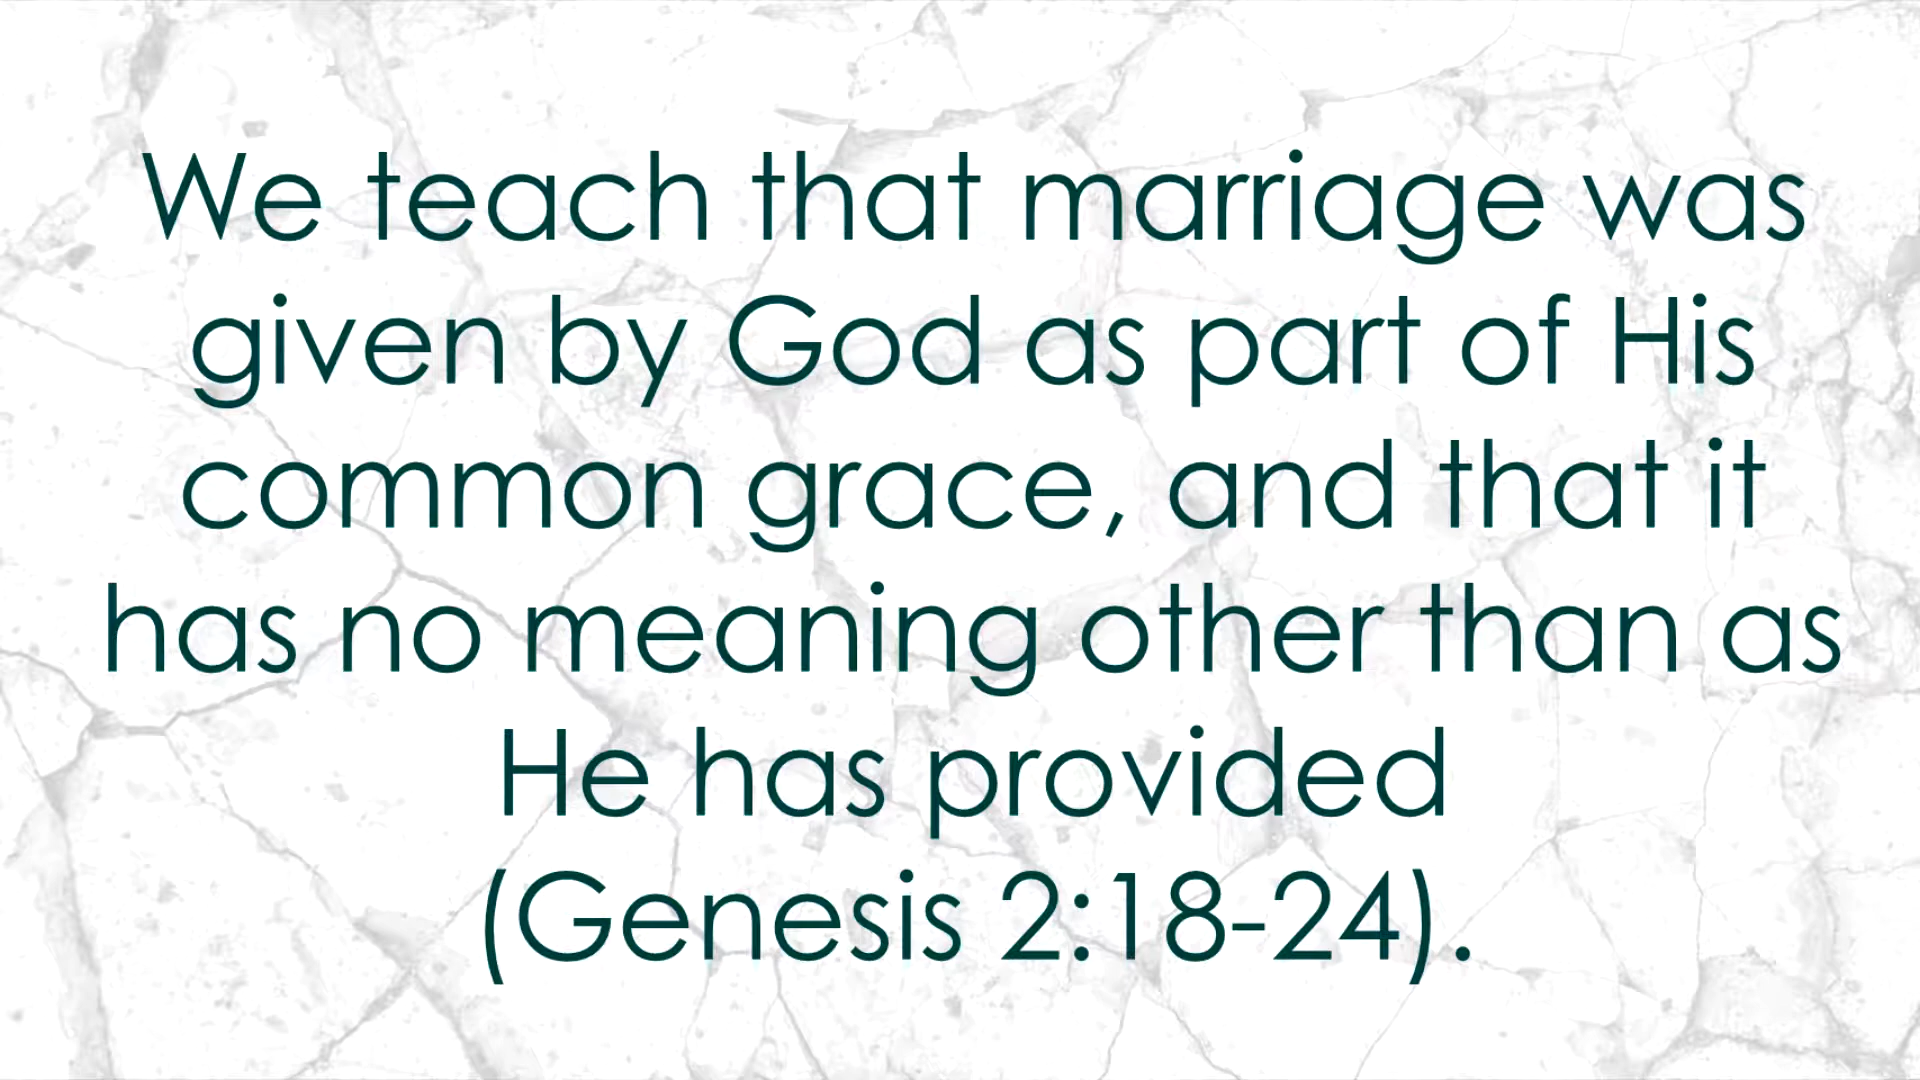 We teach that marriage was
given by God as part of His
common grace, and that it
has no meaning other than as
He has provided
(Genesis 2:18-24).